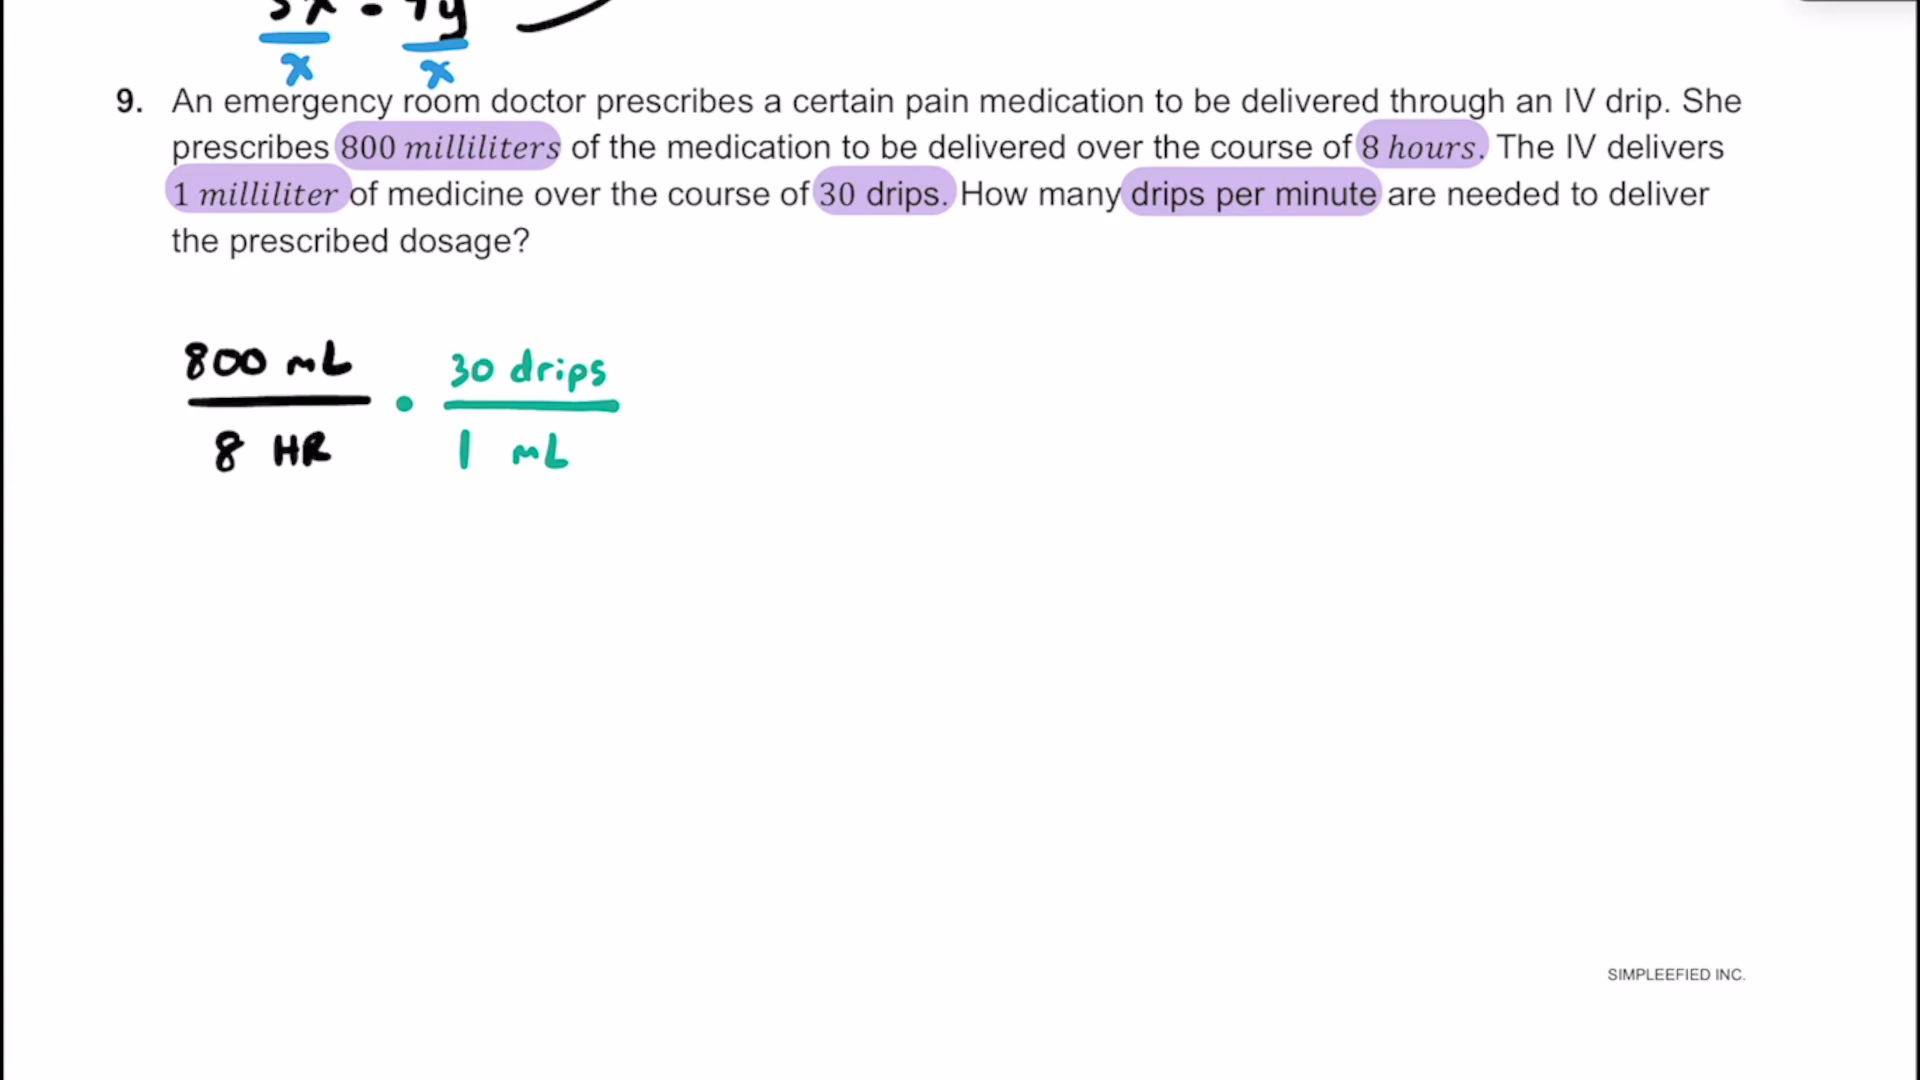 x x
9. An emergency room doctor prescribes a certain pain medication to be delivered through an IV drip. She
prescribes 800 milliliters of the medication to be delivered over the course of 8 hours. The IV delivers
1 milliliter of medicine over the course of 30 drips. How many drips per minute are needed to deliver
the prescribed dosage?
800 mL • 30 drips
8 HR 1 mL
SIMPLEEFIED INC.